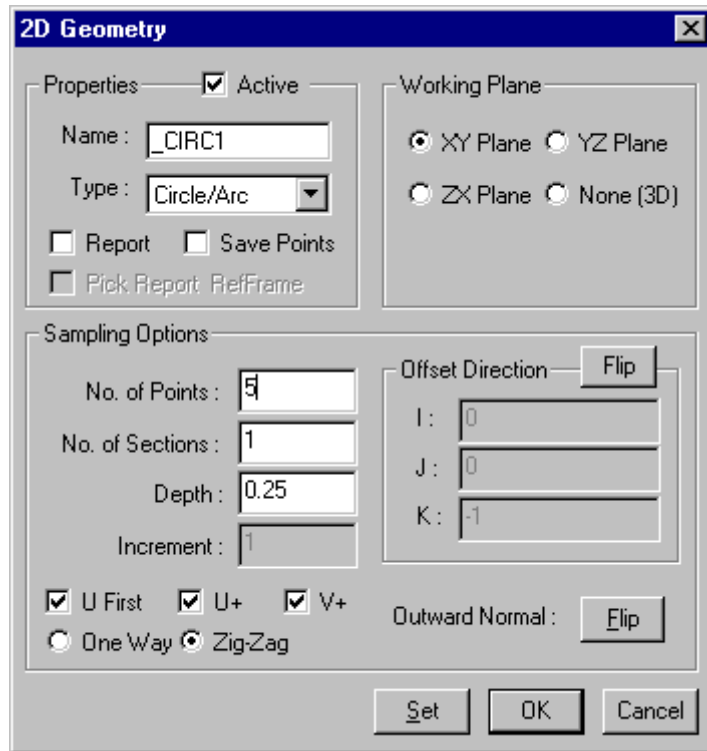 2D Geometry
Properties
Active
Name :
_CIRC1
Type :
Circle/Arc
Report
Save Points
Pick Report RefFrame
Working Plane
XY Plane
YZ Plane
ZX Plane
None (3D)
Sampling Options
No. of Points :
5
No. of Sections :
1
Depth :
0.25
Increment :
1
Offset Direction
Flip
I :
0
J :
0
K :
-1
U First
U+
V+
One Way
Zig-Zag
Outward Normal :
Flip
Set
OK
Cancel